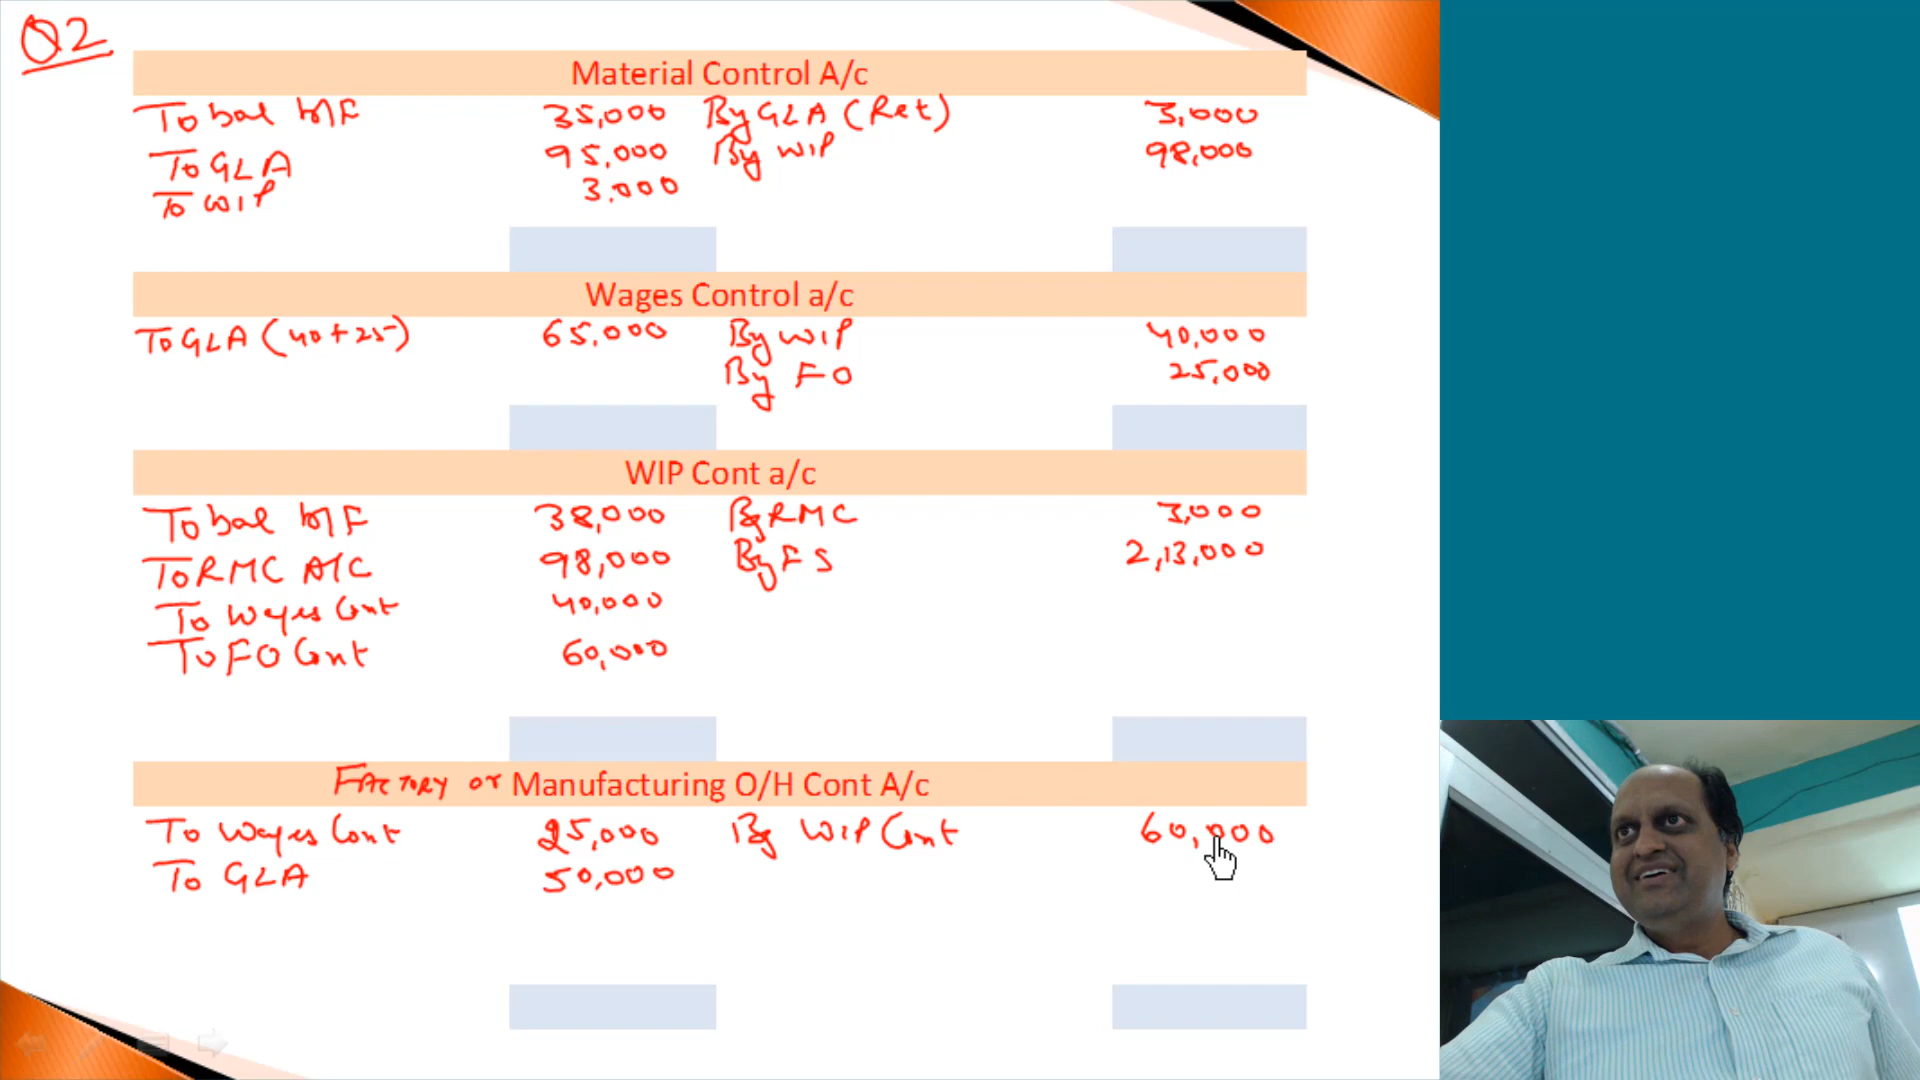 Q2
Material Control A/c
To bal b/f 35,000 By GLA (Ret) 3,000
To GLA 95,000 By WIP 98,000
To WIP 3,000
Wages Control a/c
To GLA (40+25) 65,000 By WIP 40,000
By FO 25,000
WIP Cont a/c
To bal b/f 38,000 By RMC 3,000
To RMC A/C 98,000 By FS 2,13,000
To Wages Cont 40,000
To FO Cont 60,000
FACTORY or Manufacturing O/H Cont A/c
To Wages Cont 25,000 By WIP Cont 60,000
To GLA 50,000